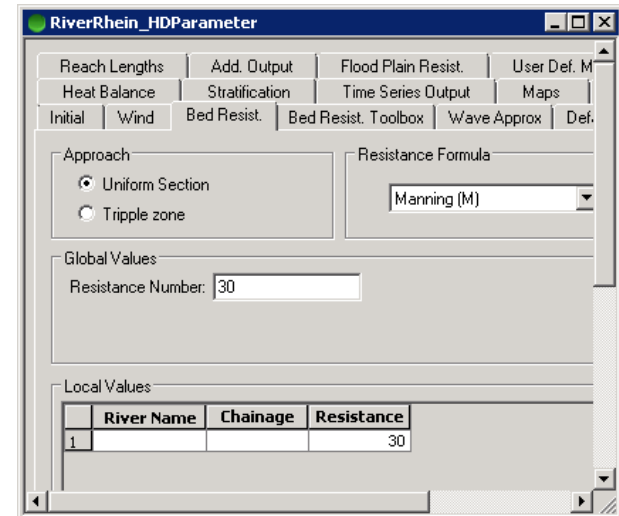 RiverRhein_HDParameter
Reach Lengths Add. Output Flood Plain Resist. User Def. M
Heat Balance Stratification Time Series Output Maps
Initial Wind Bed Resist. Bed Resist. Toolbox Wave Approx Def.
Approach Resistance Formula
Uniform Section
Manning (M)
Tripple zone
Global Values
Resistance Number: 30
Local Values
River Name Chainage Resistance
1 30